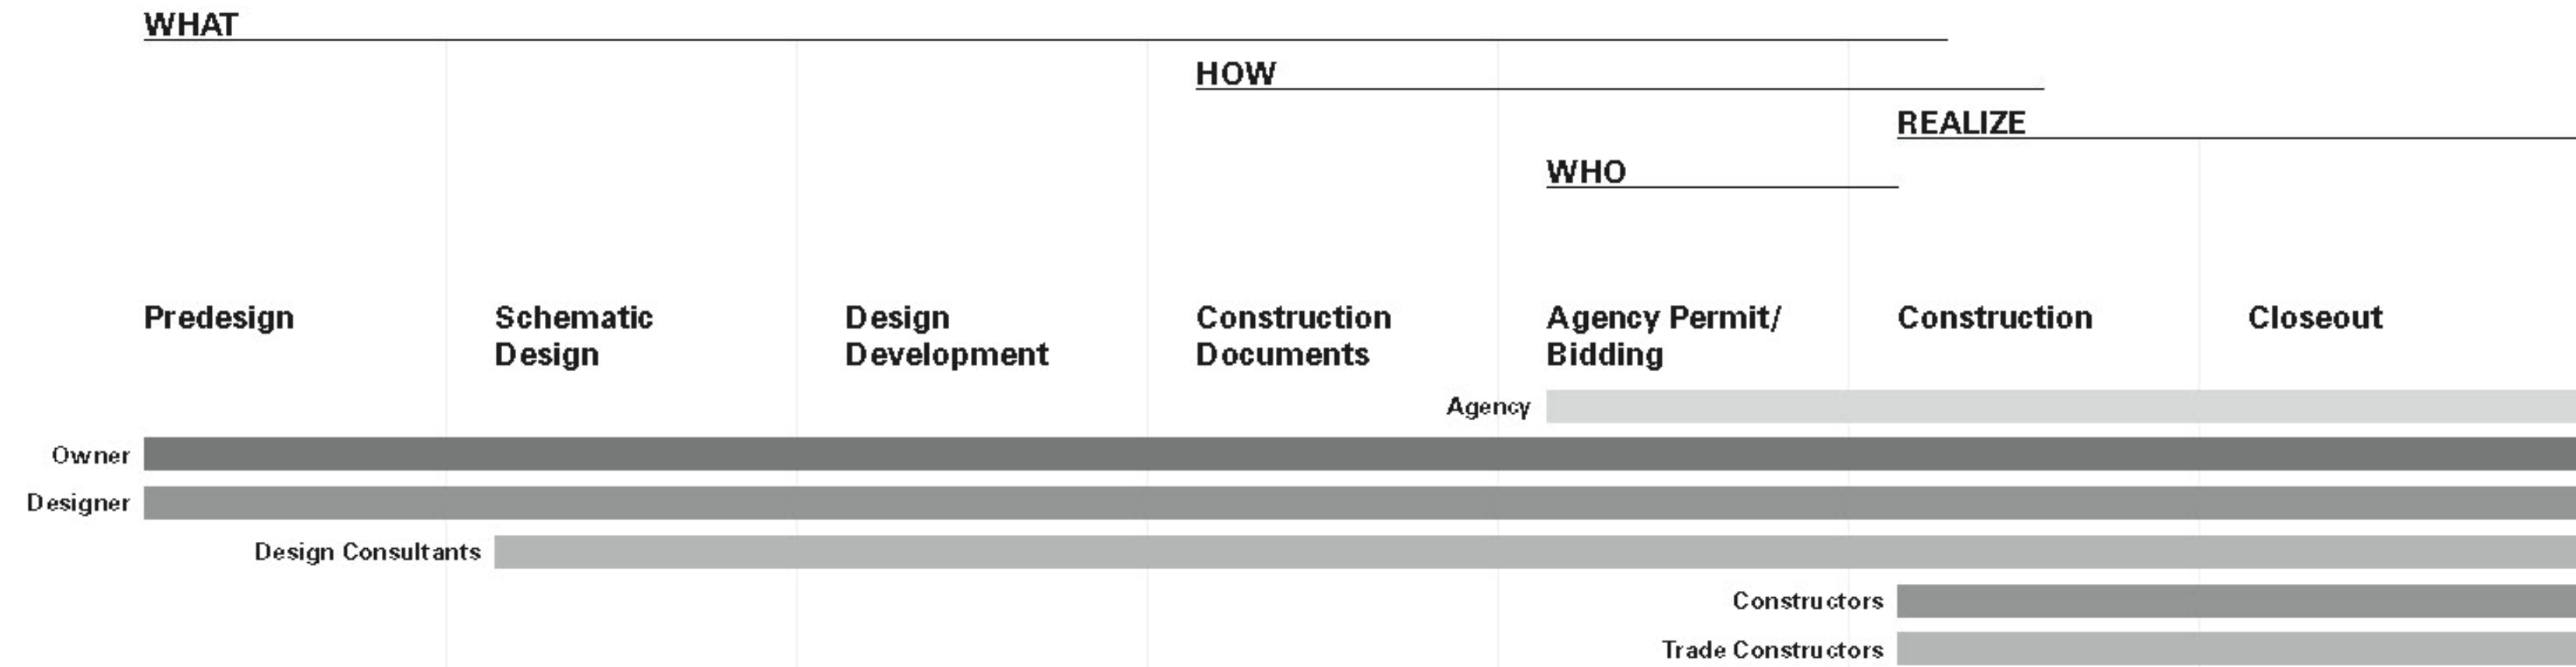 WHAT
HOW
REALIZE
WHO
Predesign
Schematic
Design
Design
Development
Construction
Documents
Agency Permit/
Bidding
Construction
Closeout
Agency
Owner
Designer
Design Consultants
Constructors
Trade Constructors